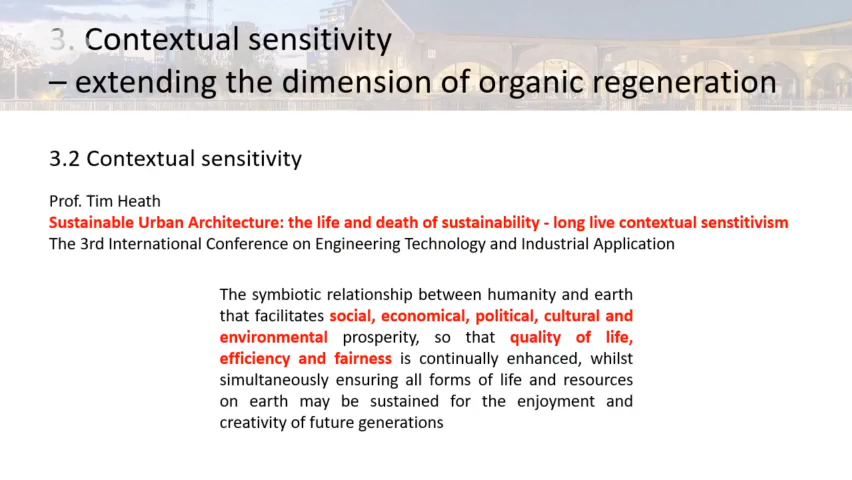 3. Contextual sensitivity
– extending the dimension of organic regeneration
3.2 Contextual sensitivity
Prof. Tim Heath
Sustainable Urban Architecture: the life and death of sustainability - long live contextual senstitivism
The 3rd International Conference on Engineering Technology and Industrial Application
The symbiotic relationship between humanity and earth
that facilitates social, economical, political, cultural and
environmental prosperity, so that quality of life,
efficiency and fairness is continually enhanced, whilst
simultaneously ensuring all forms of life and resources
on earth may be sustained for the enjoyment and
creativity of future generations